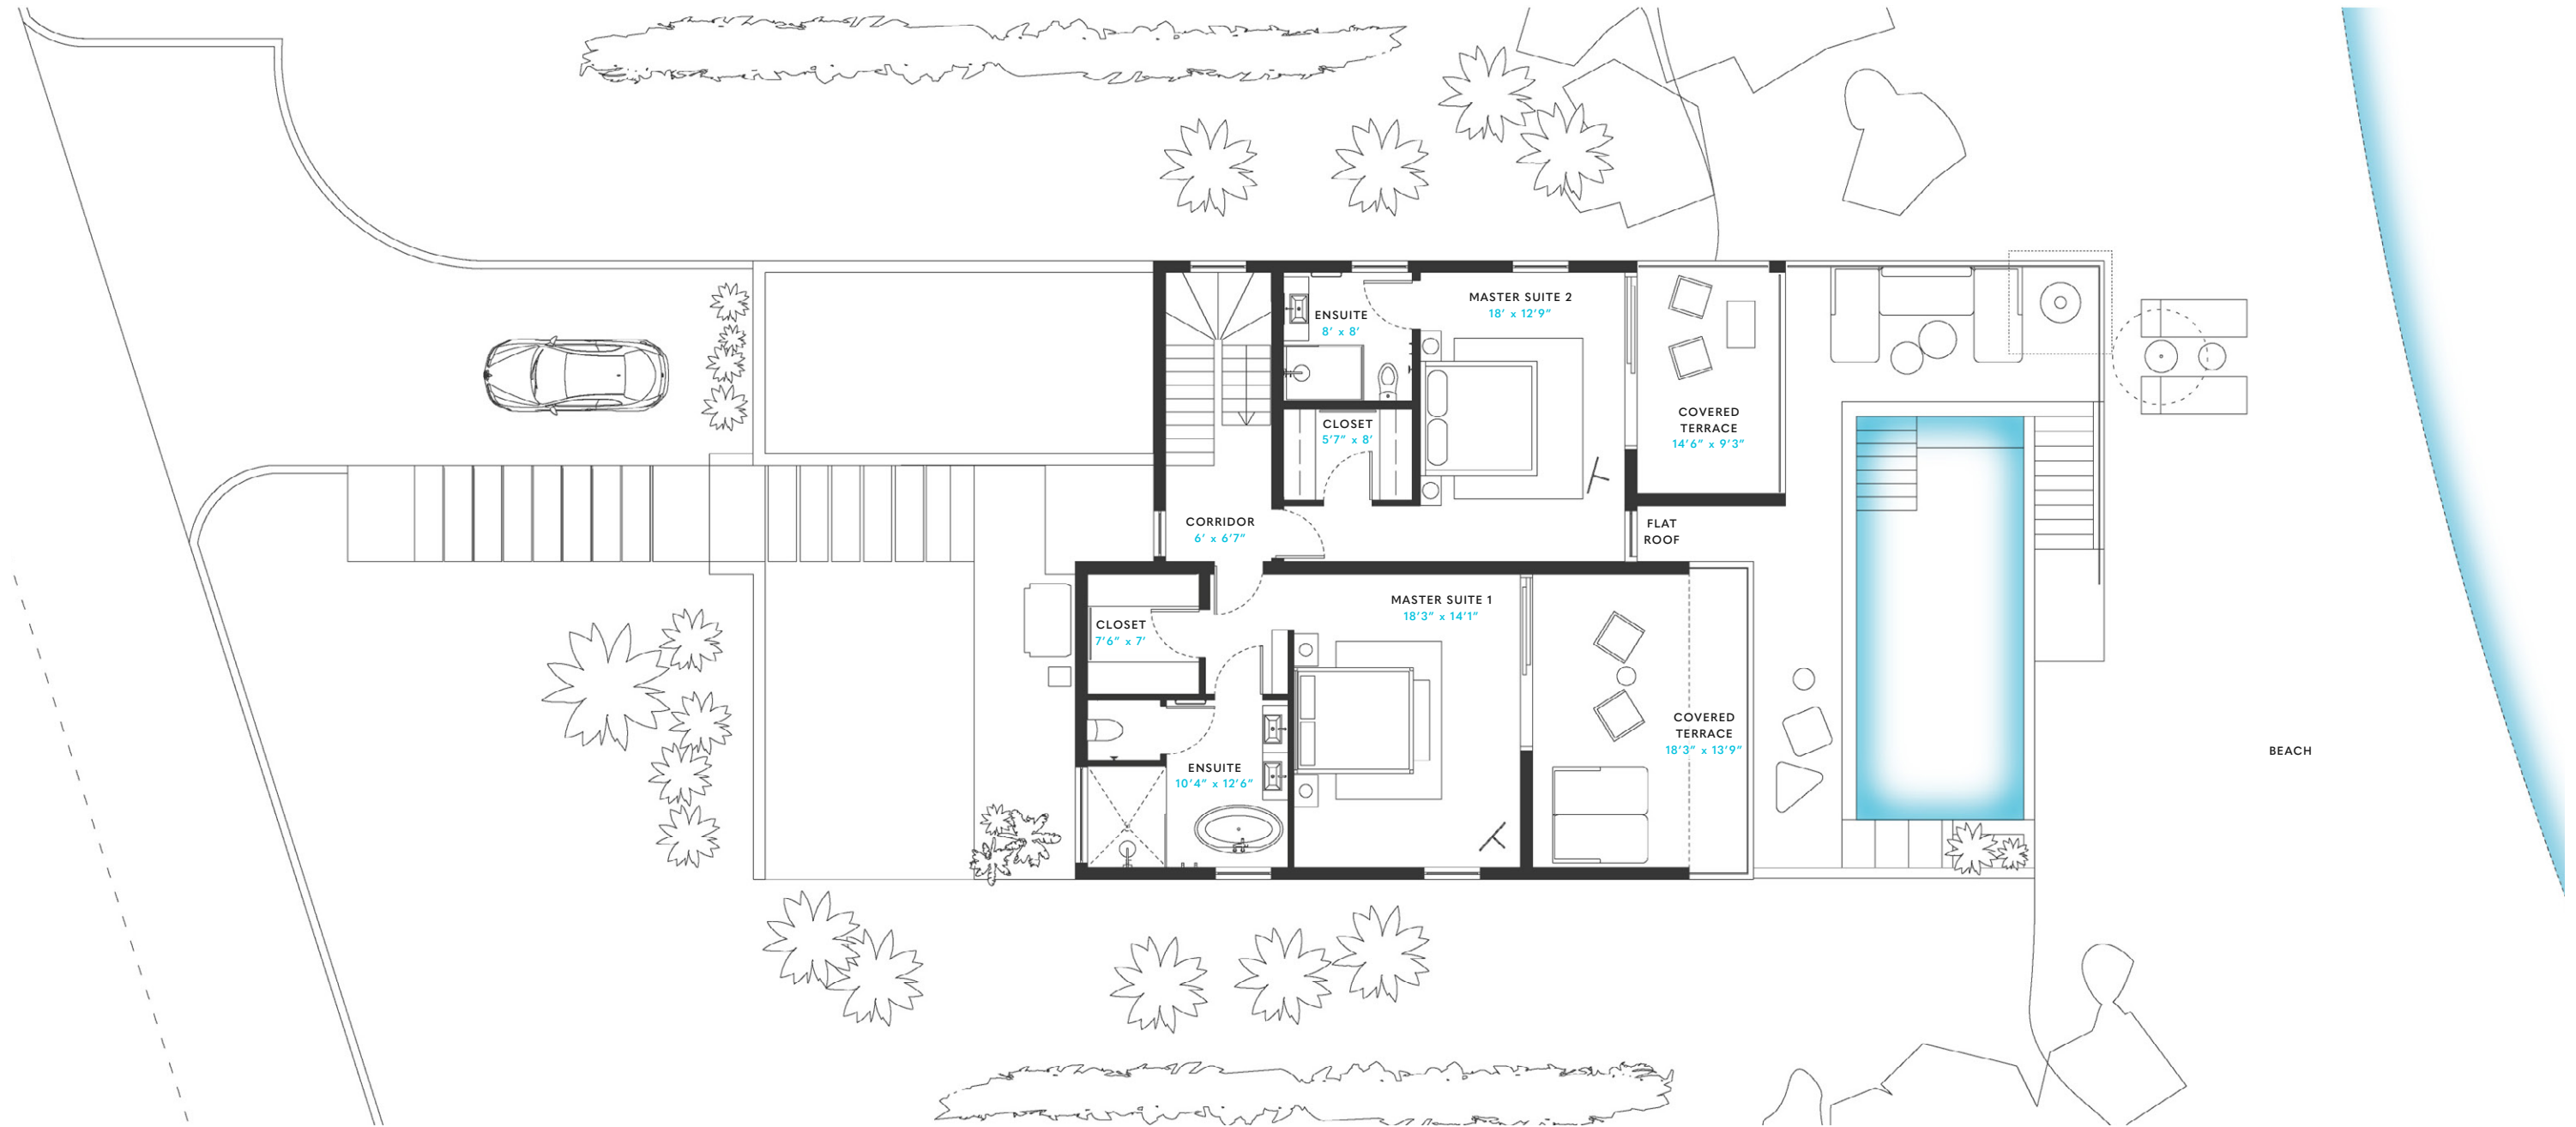 MASTER SUITE 2
18' x 12'9"
ENSUITE
8' x 8'
COVERED
TERRACE
14'6" x 9'3"
CLOSET
5'7" x 8'
CORRIDOR
6' x 6'7"
FLAT
ROOF
MASTER SUITE 1
18'3" x 14'1"
CLOSET
7'6" x 7'
COVERED
TERRACE
18'3" x 13'9"
ENSUITE
10'4" x 12'6"
BEACH